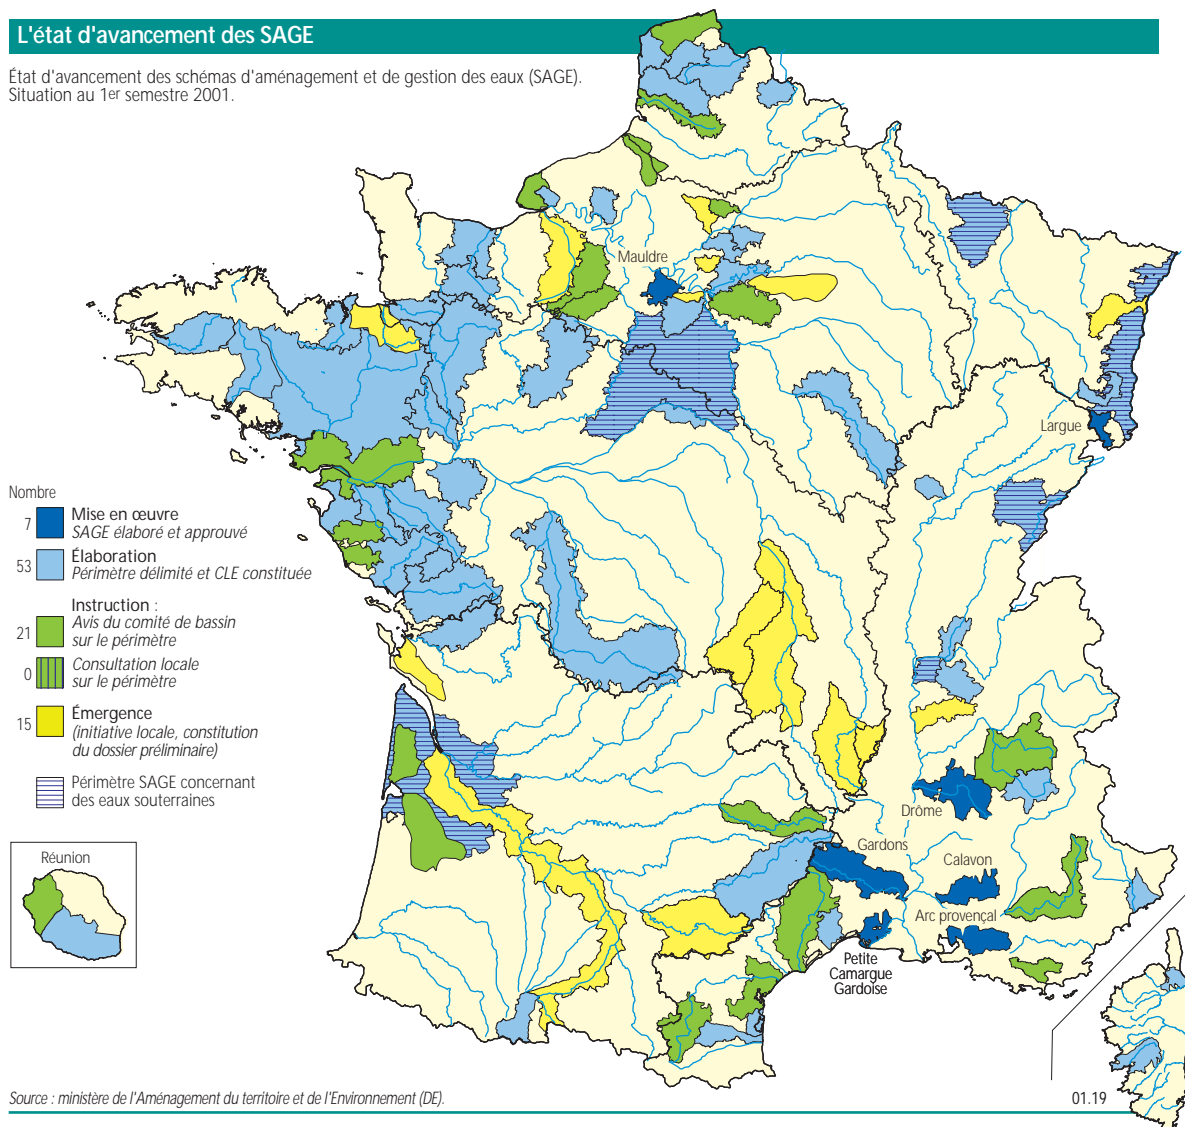 L'état d'avancement des SAGE
État d'avancement des schémas d'aménagement et de gestion des eaux (SAGE).
Situation au 1er semestre 2001.
Mauldre
Largue
Nombre
7 Mise en œuvre
SAGE élaboré et approuvé
53 Élaboration
Périmètre délimité et CLE constituée
Instruction :
21 Avis du comité de bassin
sur le périmètre
0 Consultation locale
sur le périmètre
15 Émergence
(initiative locale, constitution
du dossier préliminaire)
Périmètre SAGE concernant
des eaux souterraines
Drôme
Gardons
Calavon
Arc provençal
Petite
Camargue
Gardoise
Réunion
Source : ministère de l'Aménagement du territoire et de l'Environnement (DE).
01.19